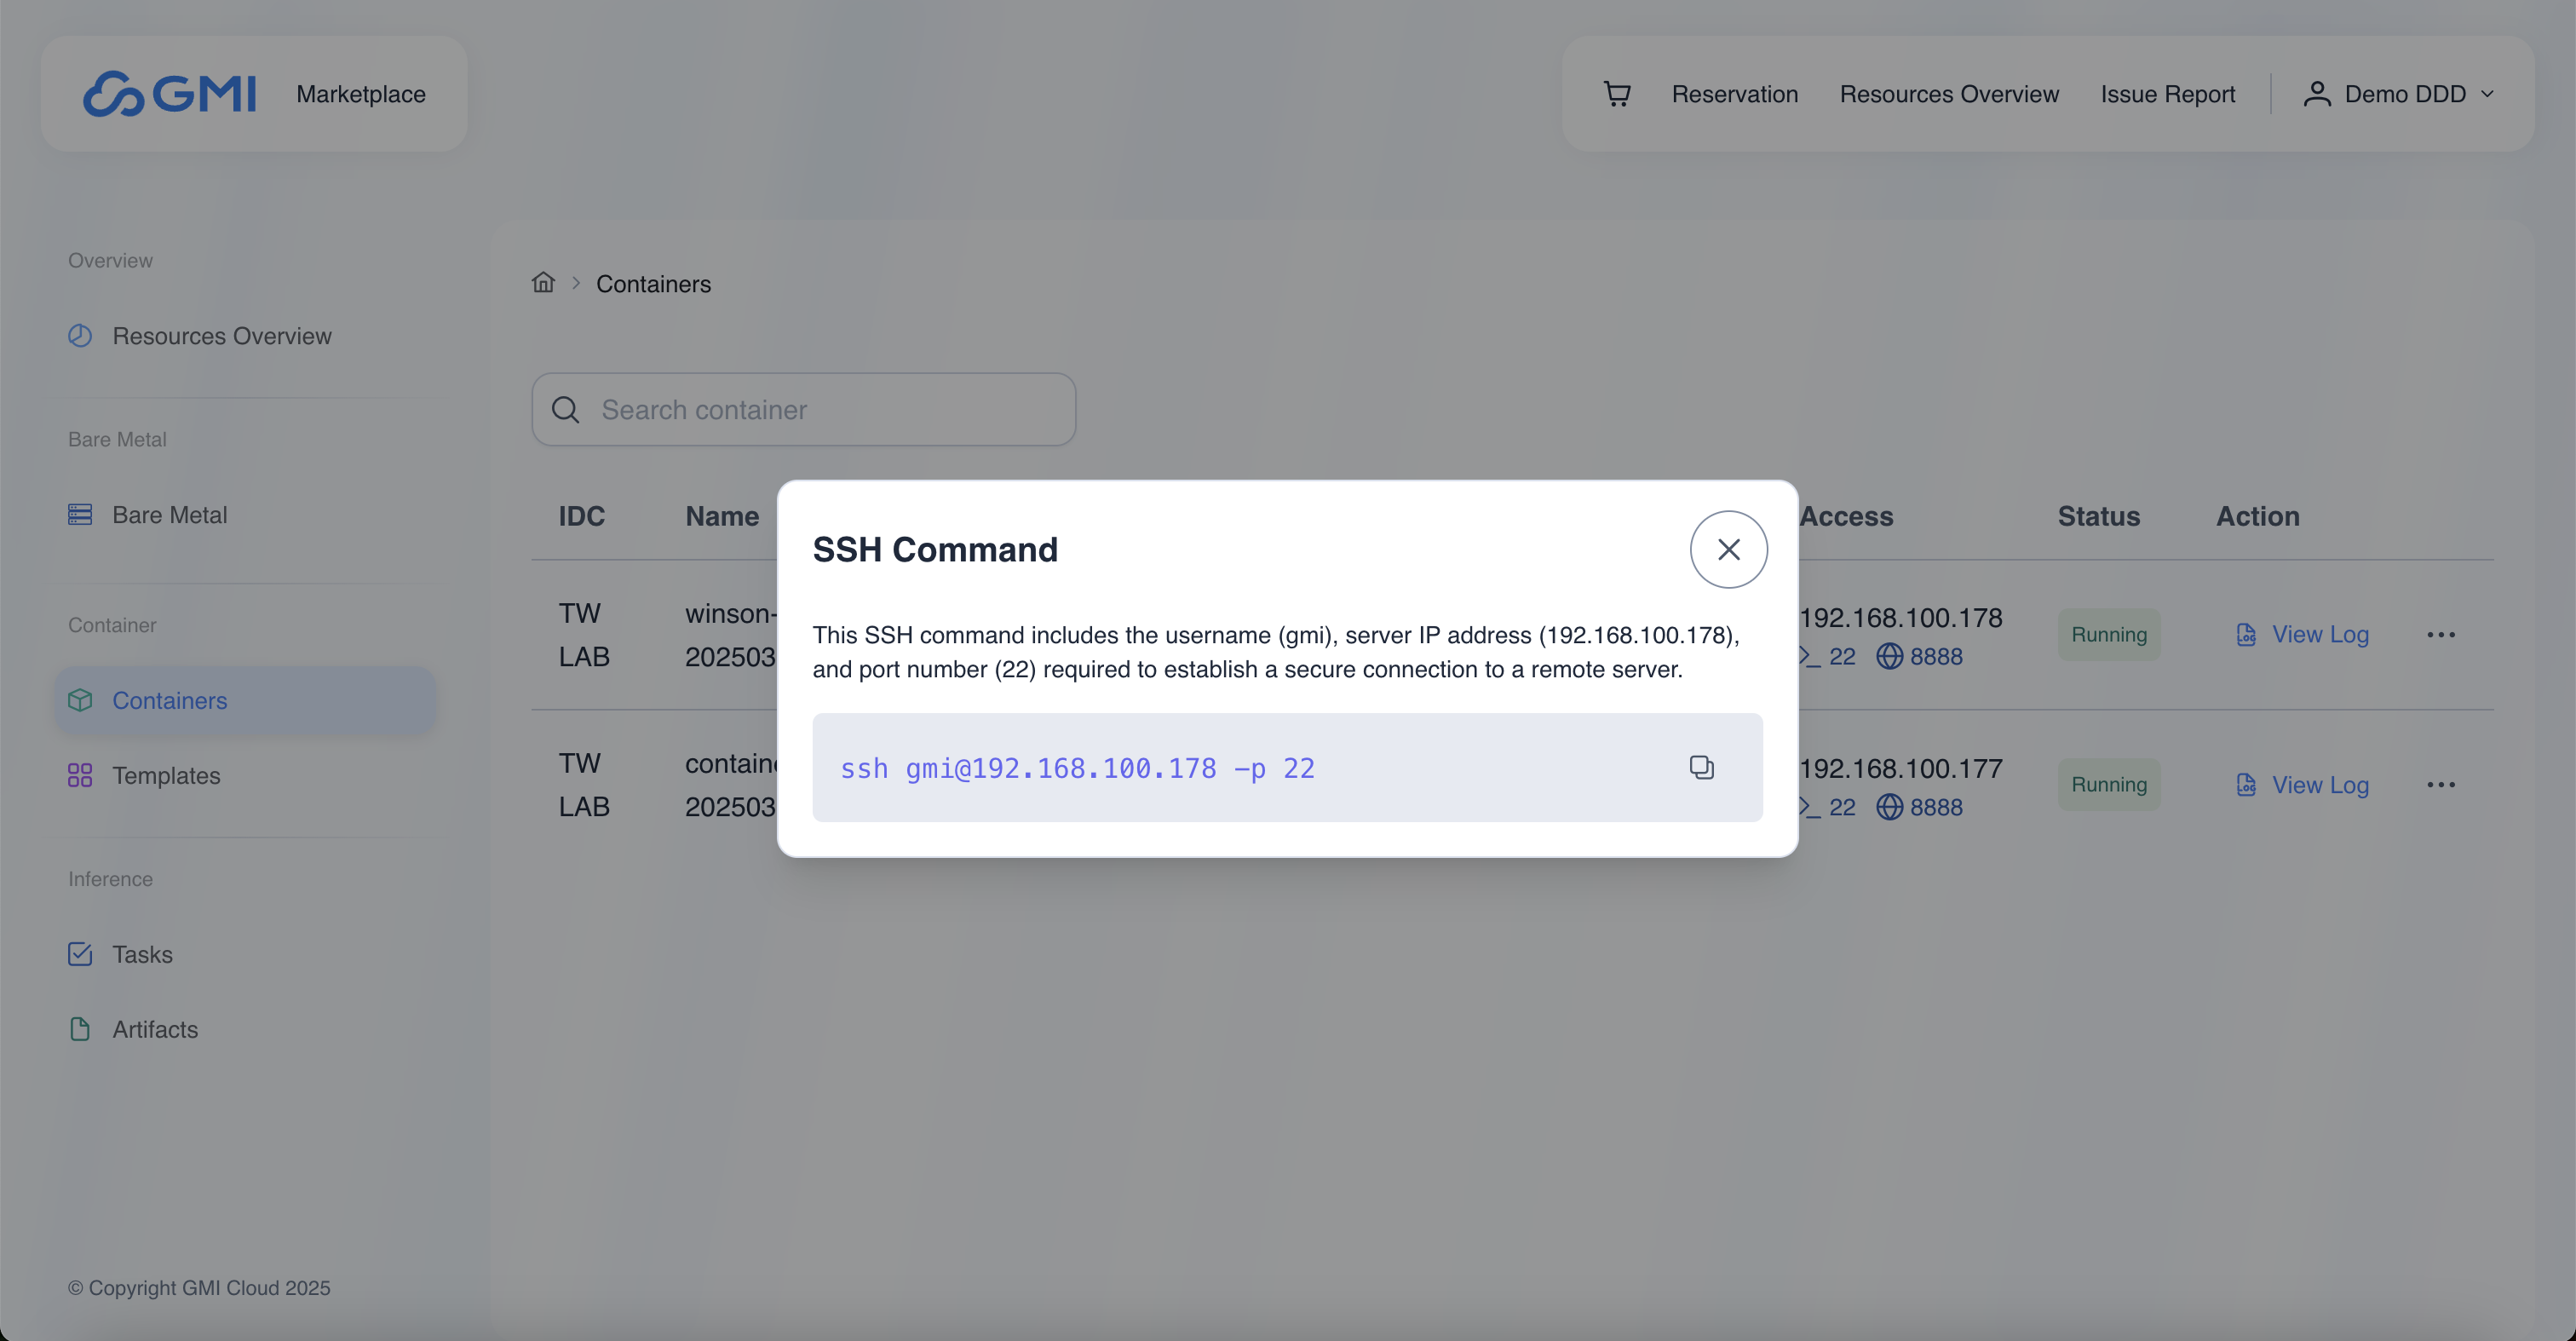 GMI
Marketplace
Reservation
Resources Overview
Issue Report
Demo DDD
Overview
Resources Overview
Bare Metal
Bare Metal
Container
Containers
Templates
Inference
Tasks
Artifacts
© Copyright GMI Cloud 2025
Containers
Search container
IDC Name Access Status Action
TW winson- 192.168.100.178 Running LOG View Log
LAB 202503 22 8888
TW 192.168.100.177 Running LOG View Log
LAB 202503 22 8888
SSH Command
This SSH command includes the username (gmi), server IP address (192.168.100.178),
and port number (22) required to establish a secure connection to a remote server.
ssh gmi@192.168.100.178 -p 22